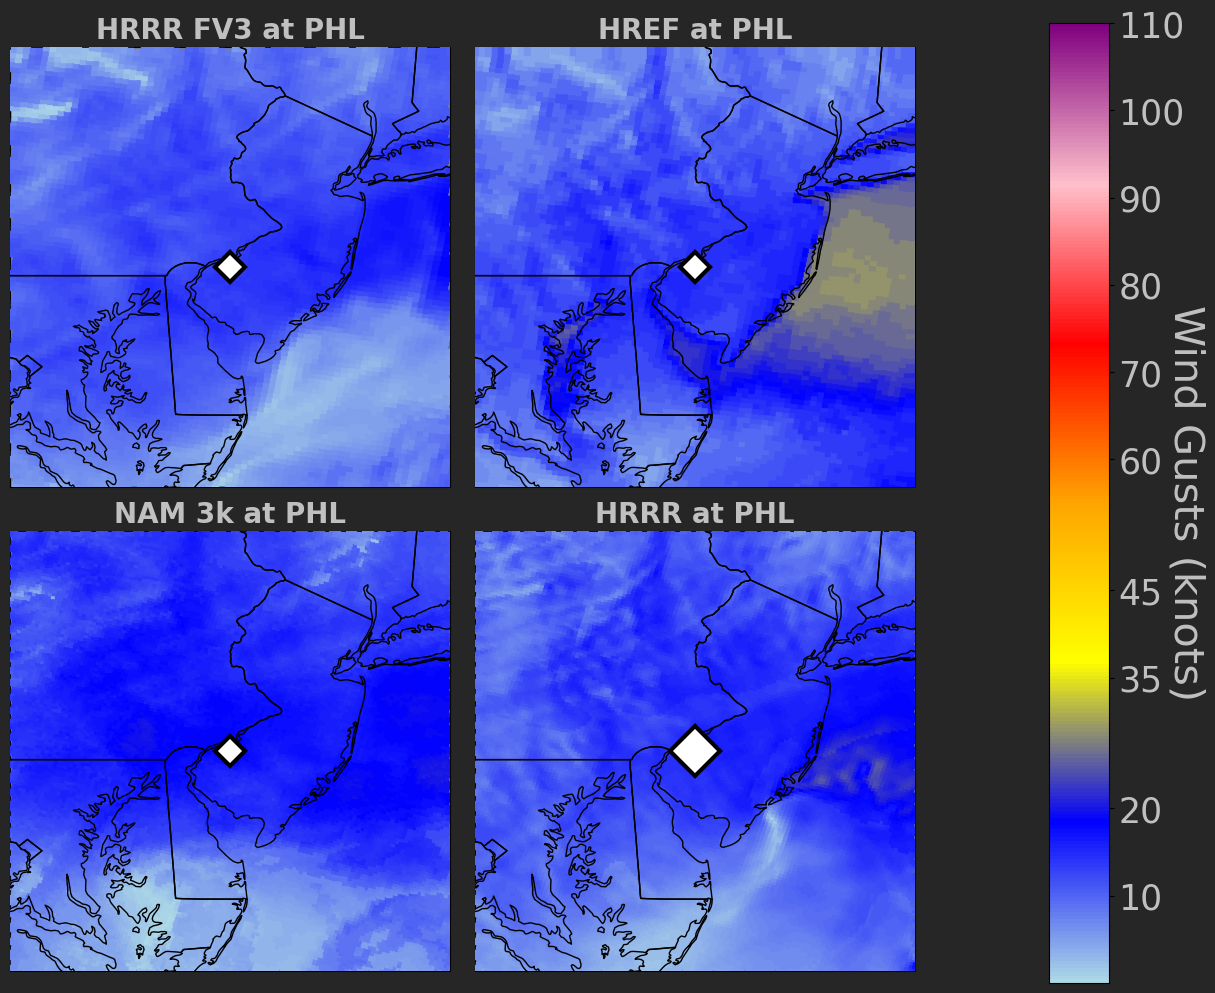 HRRR FV3 at PHL
HREF at PHL
NAM 3k at PHL
HRRR at PHL
110
100
90
80
70
60
45
35
20
10
Wind Gusts (knots)